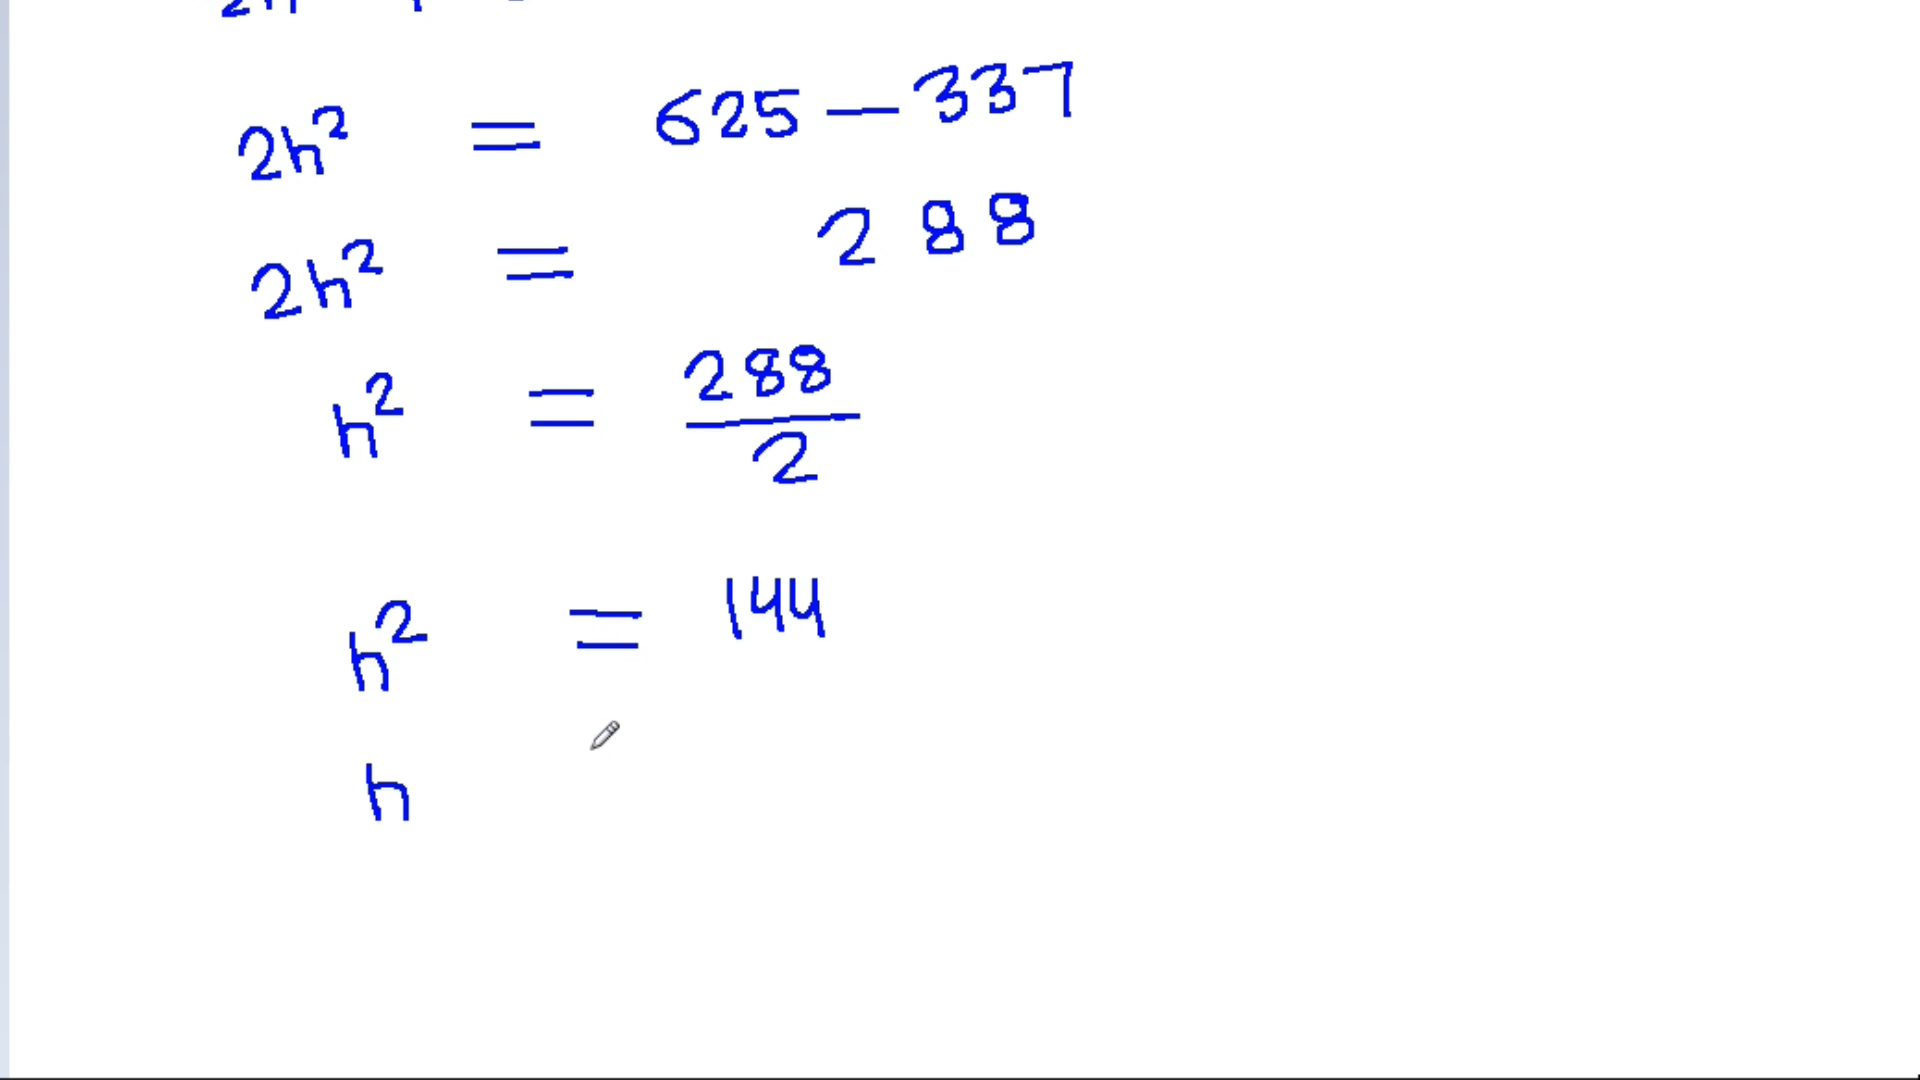 2h² = 625 - 337
2h² = 288
h² = 288/2
h² = 144
h